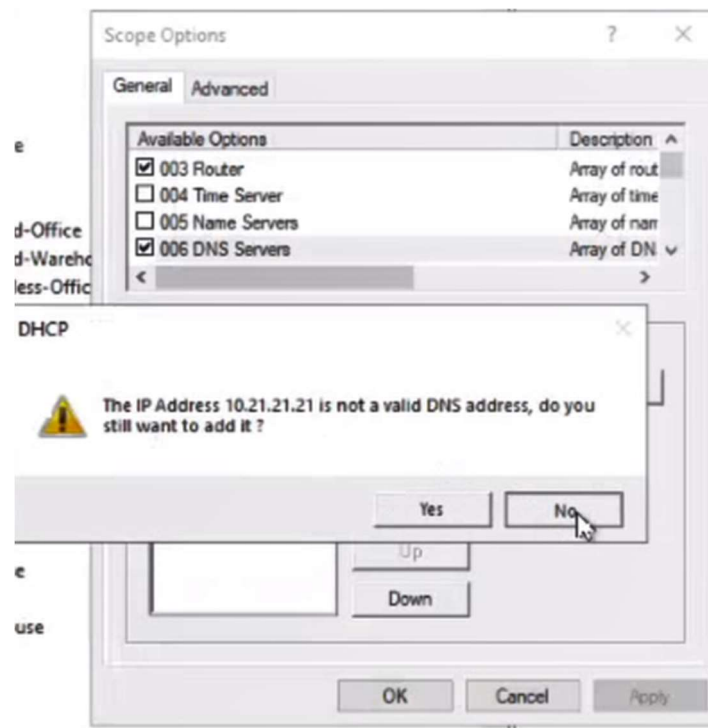 Scope Options
General Advanced
Available Options Description
003 Router Array of rout
004 Time Server Array of time
005 Name Servers Array of nam
006 DNS Servers Array of DN
e
d-Office
d-Wareho
less-Offic
DHCP
The IP Address 10.21.21.21 is not a valid DNS address, do you
still want to add it ?
Yes No
Up
Down
e
use
OK Cancel Apply